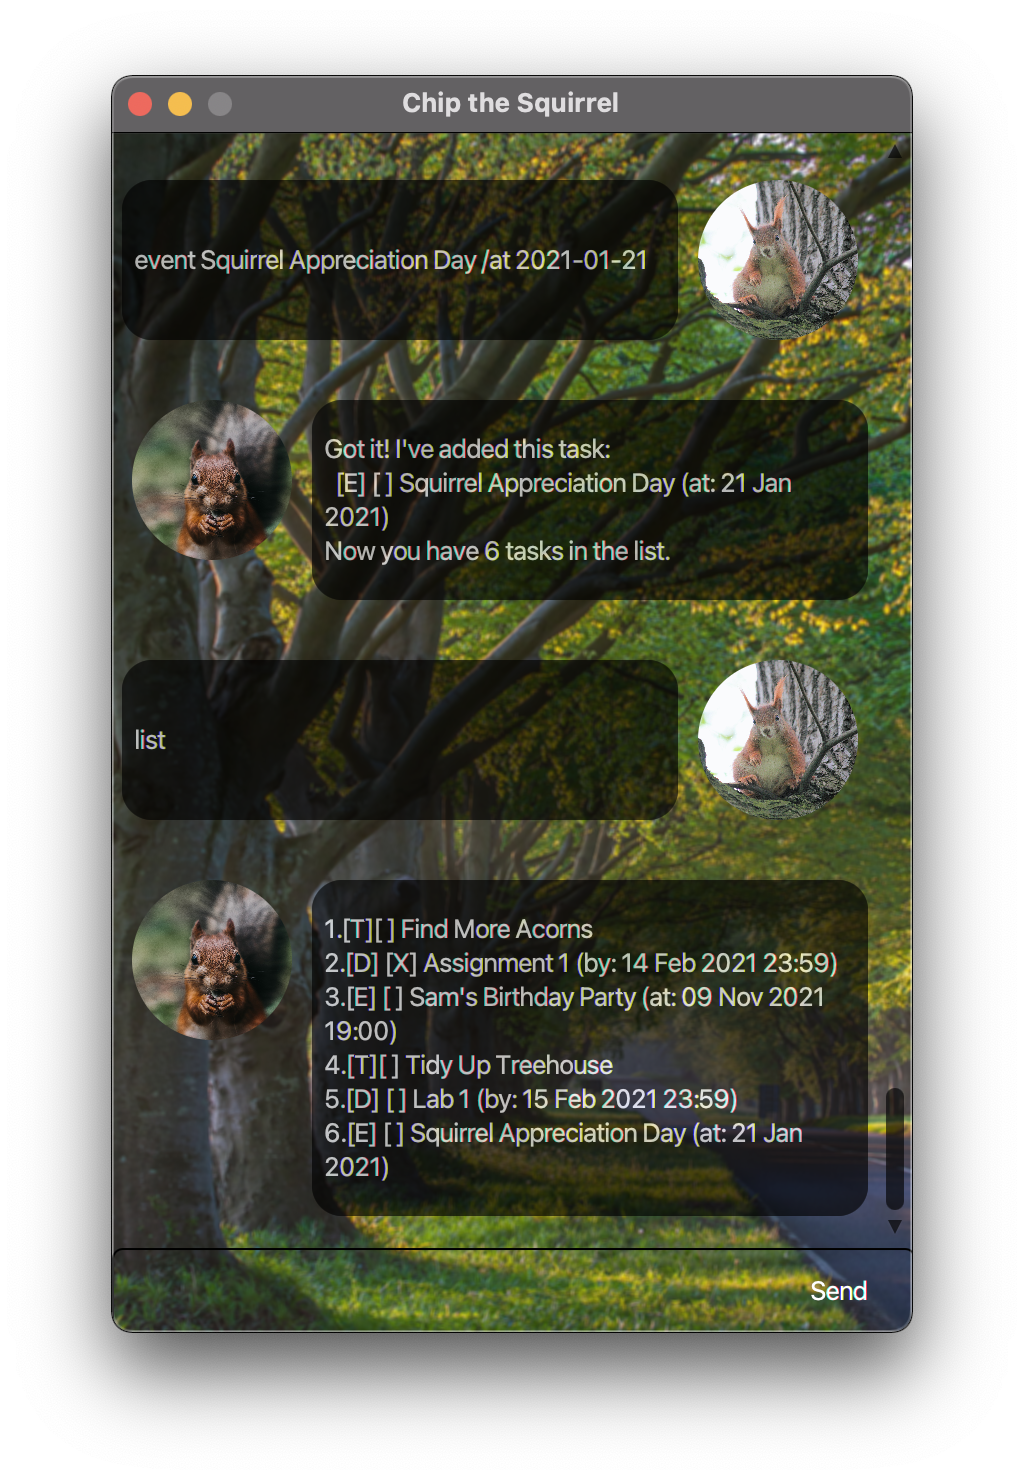 Chip the Squirrel
event Squirrel Appreciation Day /at 2021-01-21
Got it! I've added this task:
[E] [ ] Squirrel Appreciation Day (at: 21 Jan
2021)
Now you have 6 tasks in the list.
list
1.[T][ ] Find More Acorns
2.[D] [X] Assignment 1 (by: 14 Feb 2021 23:59)
3.[E] [ ] Sam's Birthday Party (at: 09 Nov 2021
19:00)
4.[T][ ] Tidy Up Treehouse
5.[D] [ ] Lab 1 (by: 15 Feb 2021 23:59)
6.[E] [ ] Squirrel Appreciation Day (at: 21 Jan
2021)
Send